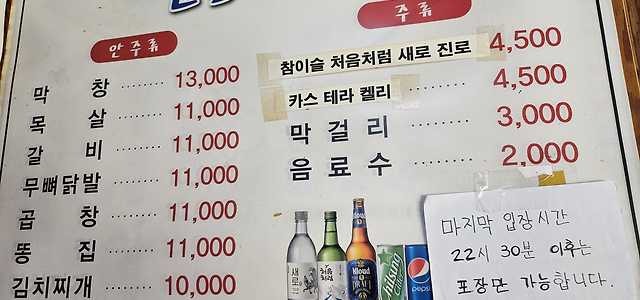 안주류
막창 ········ 13,000
목살 ········ 11,000
갈비 ········ 11,000
무뼈닭발 ········ 11,000
곱창 ········ 11,000
똥집 ········ 11,000
김치찌개 ········ 10,000
주류
참이슬 처음처럼 새로 진로 4,500
카스 테라 켈리 ········ 4,500
막걸리 ········ 3,000
음료수 ········ 2,000
새로
처음처럼
Kloud
DRAFT
Chilsung
pepsi
마지막 입장시간
22시 30분 이후는
포장만 가능합니다.